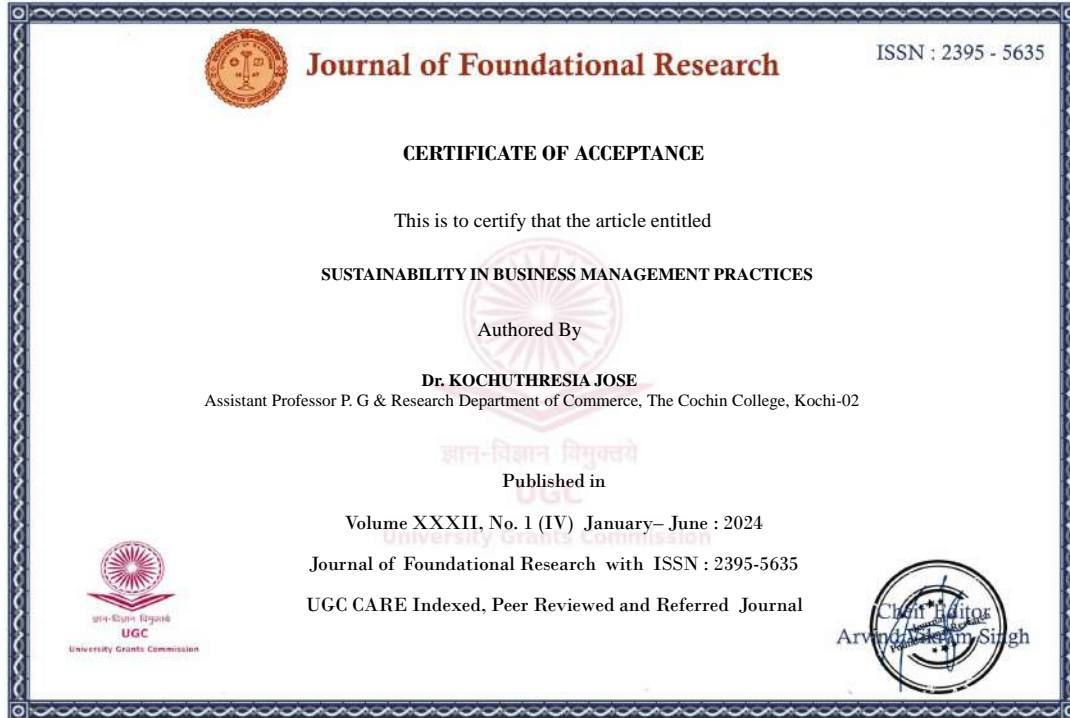 Journal of Foundational Research
ISSN : 2395 - 5635
CERTIFICATE OF ACCEPTANCE
This is to certify that the article entitled
SUSTAINABILITY IN BUSINESS MANAGEMENT PRACTICES
Authored By
Dr. KOCHUTHRESIA JOSE
Assistant Professor P. G & Research Department of Commerce, The Cochin College, Kochi-02
ज्ञान-विज्ञान विमुक्तये
Published in
UGC
Volume XXXII, No. 1 (IV) January– June : 2024
University Grants Commission
Journal of Foundational Research with ISSN : 2395-5635
UGC CARE Indexed, Peer Reviewed and Referred Journal
ज्ञान-विज्ञान विमुक्तये
UGC
University Grants Commission
Cheif Editor
Arvind Vikram Singh